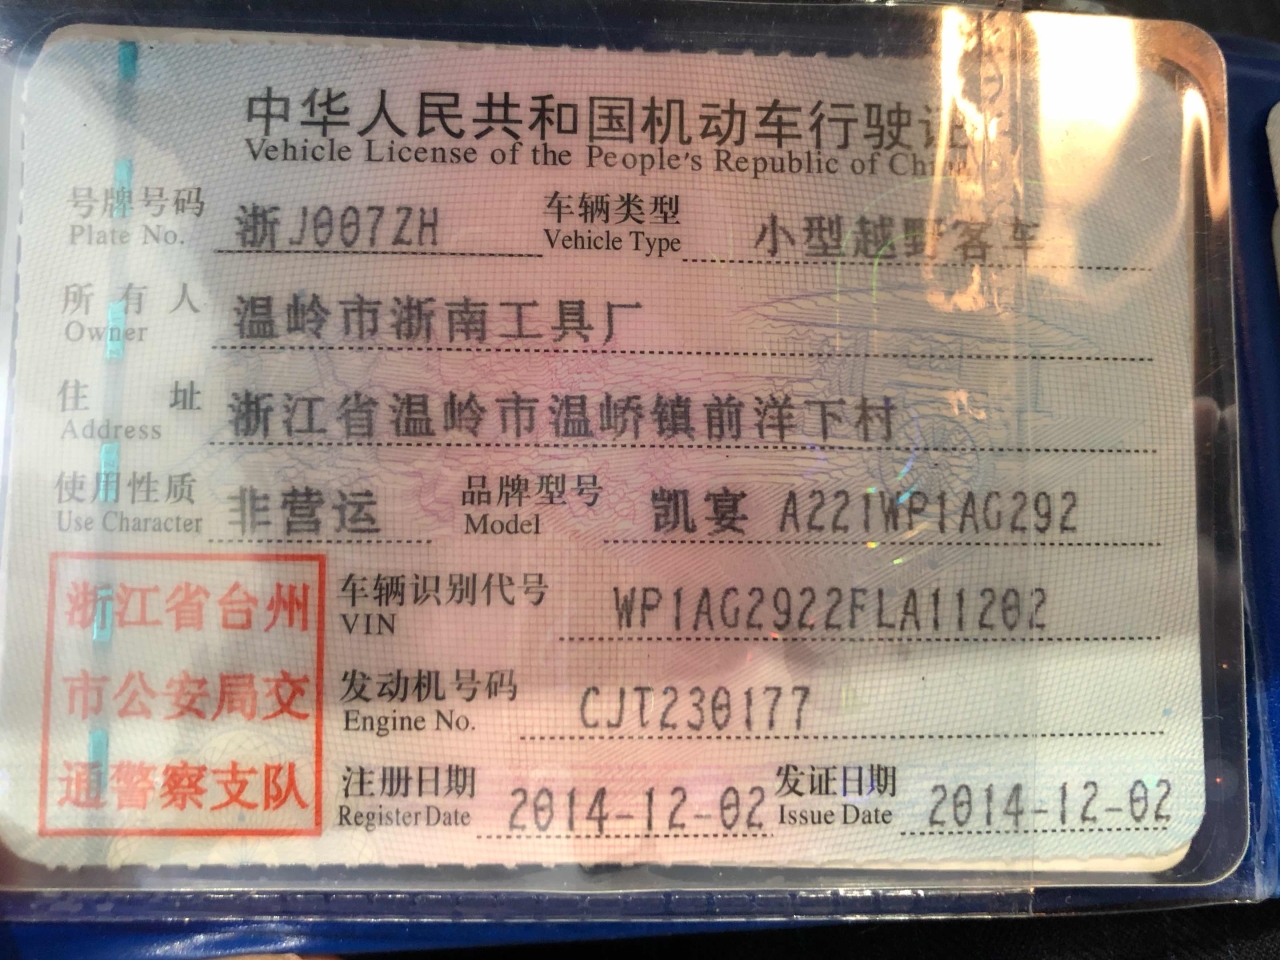 中华人民共和国机动车行驶证
Vehicle License of the People's Republic of China
号牌号码 浙J007ZH 车辆类型 小型越野客车
Plate No. Vehicle Type
所有人 温岭市浙南工具厂
Owner
住址 浙江省温岭市温峤镇前洋下村
Address
使用性质 非营运 品牌型号 凯宴 A221WP1AG292
Use Character Model
浙江省台州
市公安局交
通警察支队
车辆识别代号 WP1AG2922FLA11202
VIN
发动机号码 CJT230177
Engine No.
注册日期 2014-12-02 发证日期 2014-12-02
Register Date Issue Date